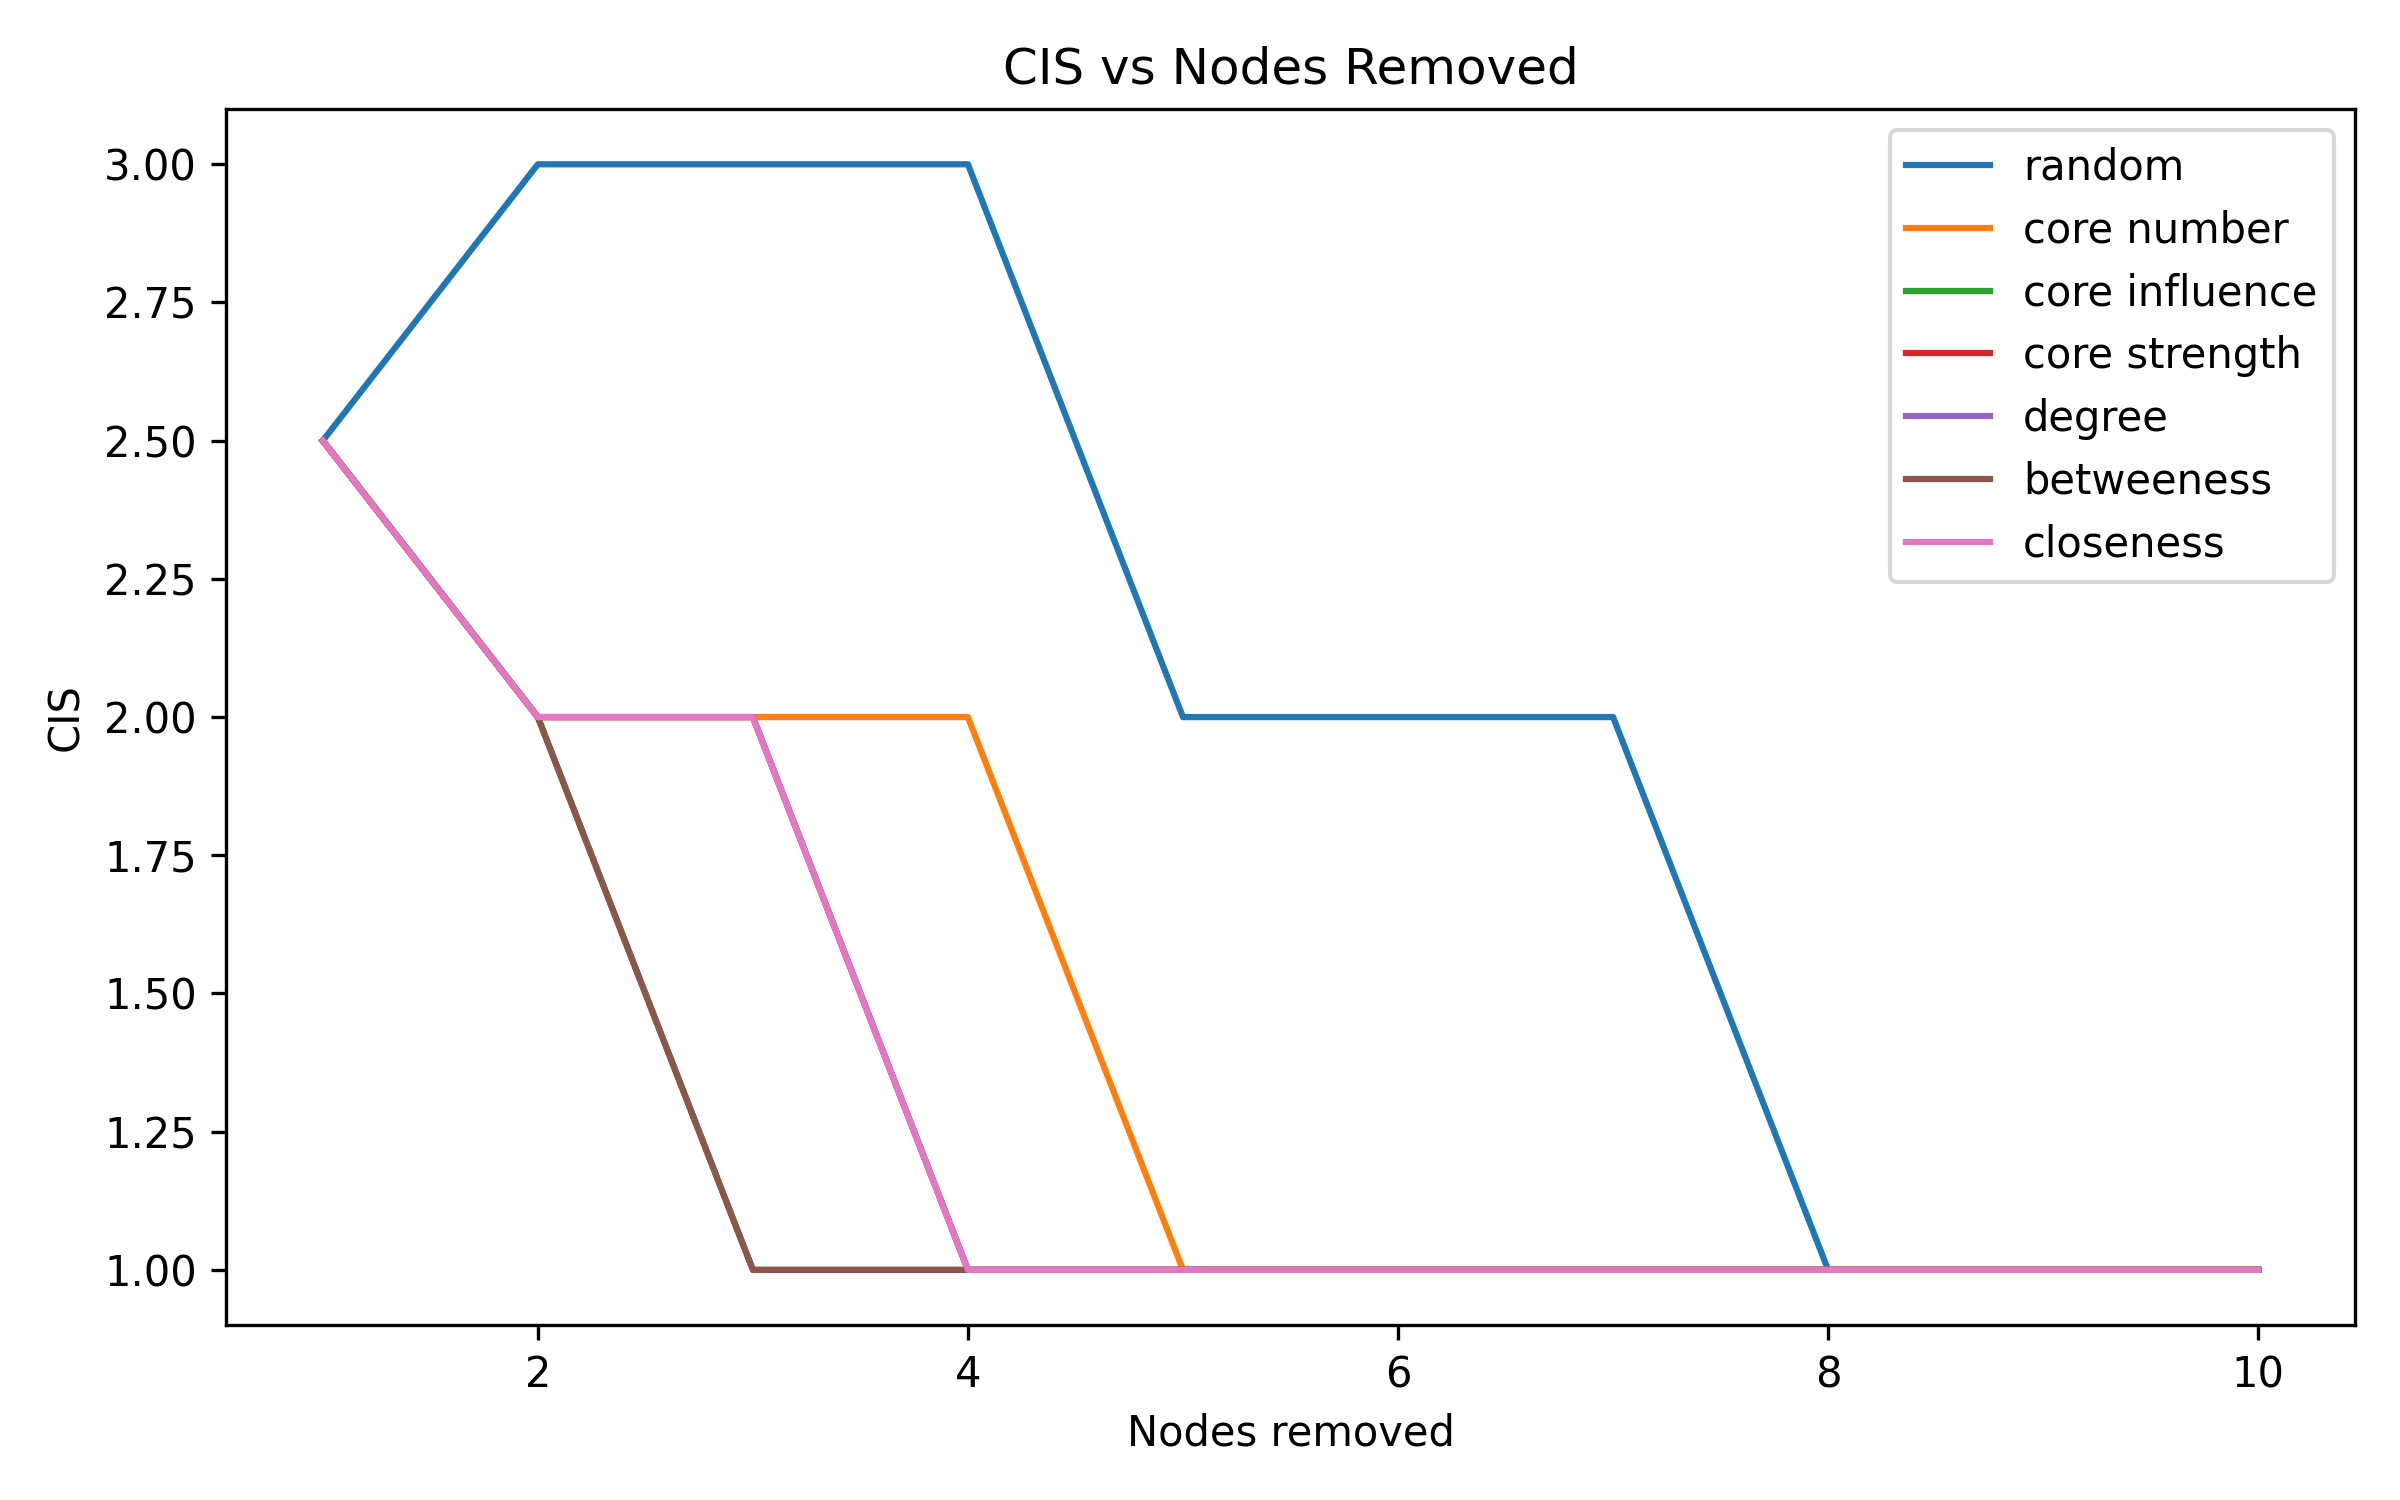 CIS vs Nodes Removed
3.00
2.75
2.50
2.25
2.00
1.75
1.50
1.25
1.00
CIS
random
core number
core influence
core strength
degree
betweeness
closeness
2 4 6 8 10
Nodes removed